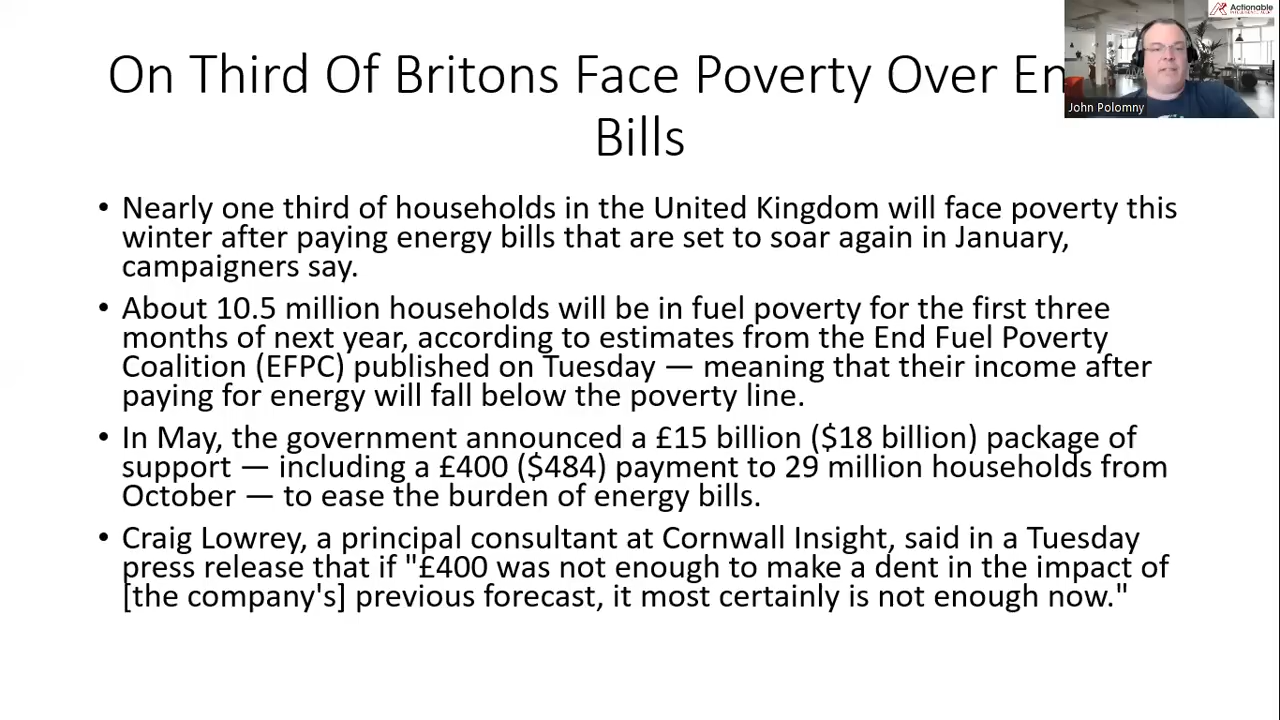 On Third Of Britons Face Poverty Over En
Bills
Actionable
John Polomny
• Nearly one third of households in the United Kingdom will face poverty this
winter after paying energy bills that are set to soar again in January,
campaigners say.
• About 10.5 million households will be in fuel poverty for the first three
months of next year, according to estimates from the End Fuel Poverty
Coalition (EFPC) published on Tuesday — meaning that their income after
paying for energy will fall below the poverty line.
• In May, the government announced a £15 billion ($18 billion) package of
support — including a £400 ($484) payment to 29 million households from
October — to ease the burden of energy bills.
• Craig Lowrey, a principal consultant at Cornwall Insight, said in a Tuesday
press release that if "£400 was not enough to make a dent in the impact of
[the company's] previous forecast, it most certainly is not enough now."